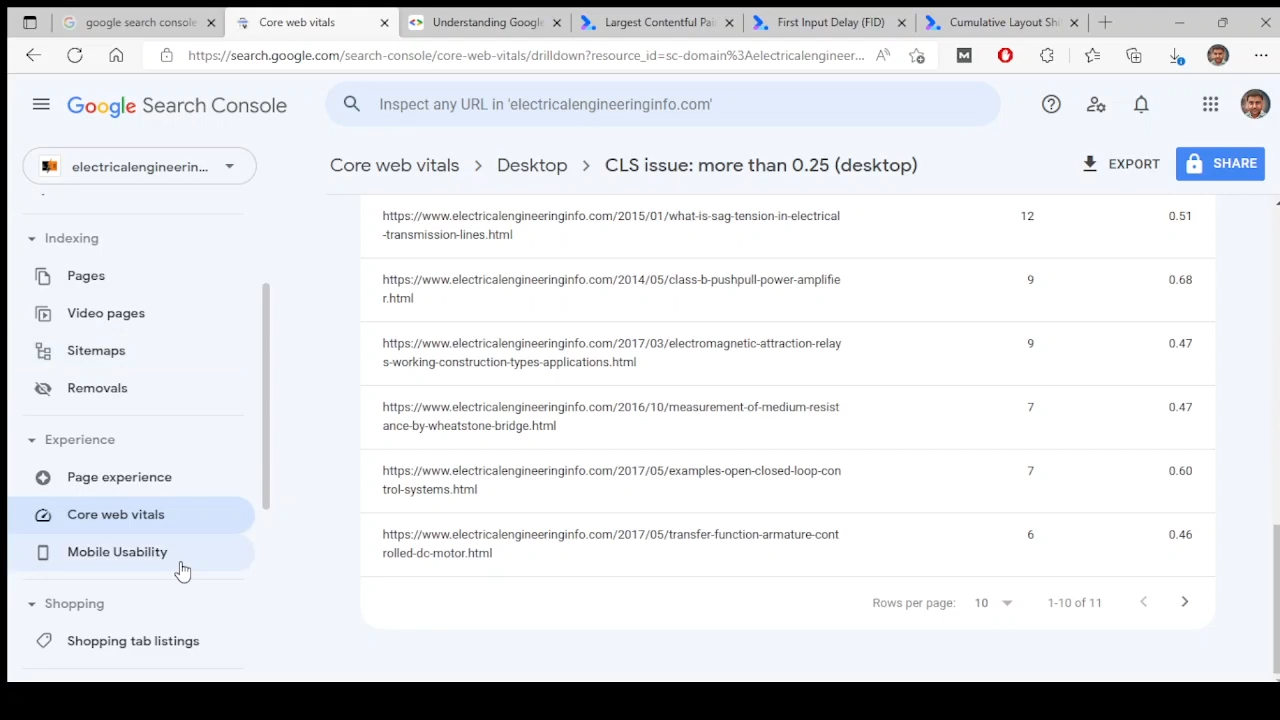 google search console
Core web vitals
Understanding Google
Largest Contentful Pai
First Input Delay (FID)
Cumulative Layout Shi
https://search.google.com/search-console/core-web-vitals/drilldown?resource_id=sc-domain%3Aelectricalengineer...
Google Search Console
Inspect any URL in 'electricalengineeringinfo.com'
electricalengineerin...
Core web vitals > Desktop > CLS issue: more than 0.25 (desktop)
EXPORT
SHARE
Indexing
Pages
Video pages
Sitemaps
Removals
Experience
Page experience
Core web vitals
Mobile Usability
Shopping
Shopping tab listings
https://www.electricalengineeringinfo.com/2015/01/what-is-sag-tension-in-electrical
-transmission-lines.html
12
0.51
https://www.electricalengineeringinfo.com/2014/05/class-b-pushpull-power-amplifie
r.html
9
0.68
https://www.electricalengineeringinfo.com/2017/03/electromagnetic-attraction-relay
s-working-construction-types-applications.html
9
0.47
https://www.electricalengineeringinfo.com/2016/10/measurement-of-medium-resist
ance-by-wheatstone-bridge.html
7
0.47
https://www.electricalengineeringinfo.com/2017/05/examples-open-closed-loop-con
trol-systems.html
7
0.60
https://www.electricalengineeringinfo.com/2017/05/transfer-function-armature-cont
rolled-dc-motor.html
6
0.46
Rows per page: 10
1-10 of 11